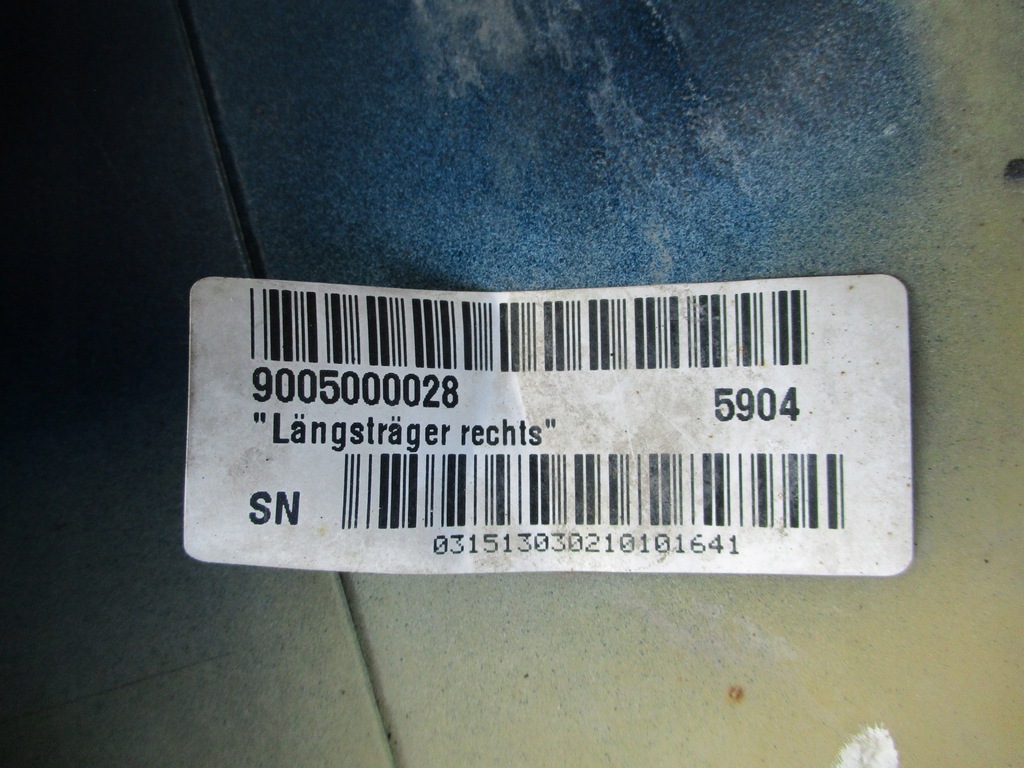 9005000028 5904
"Längsträger rechts"
SN
031513030210101641